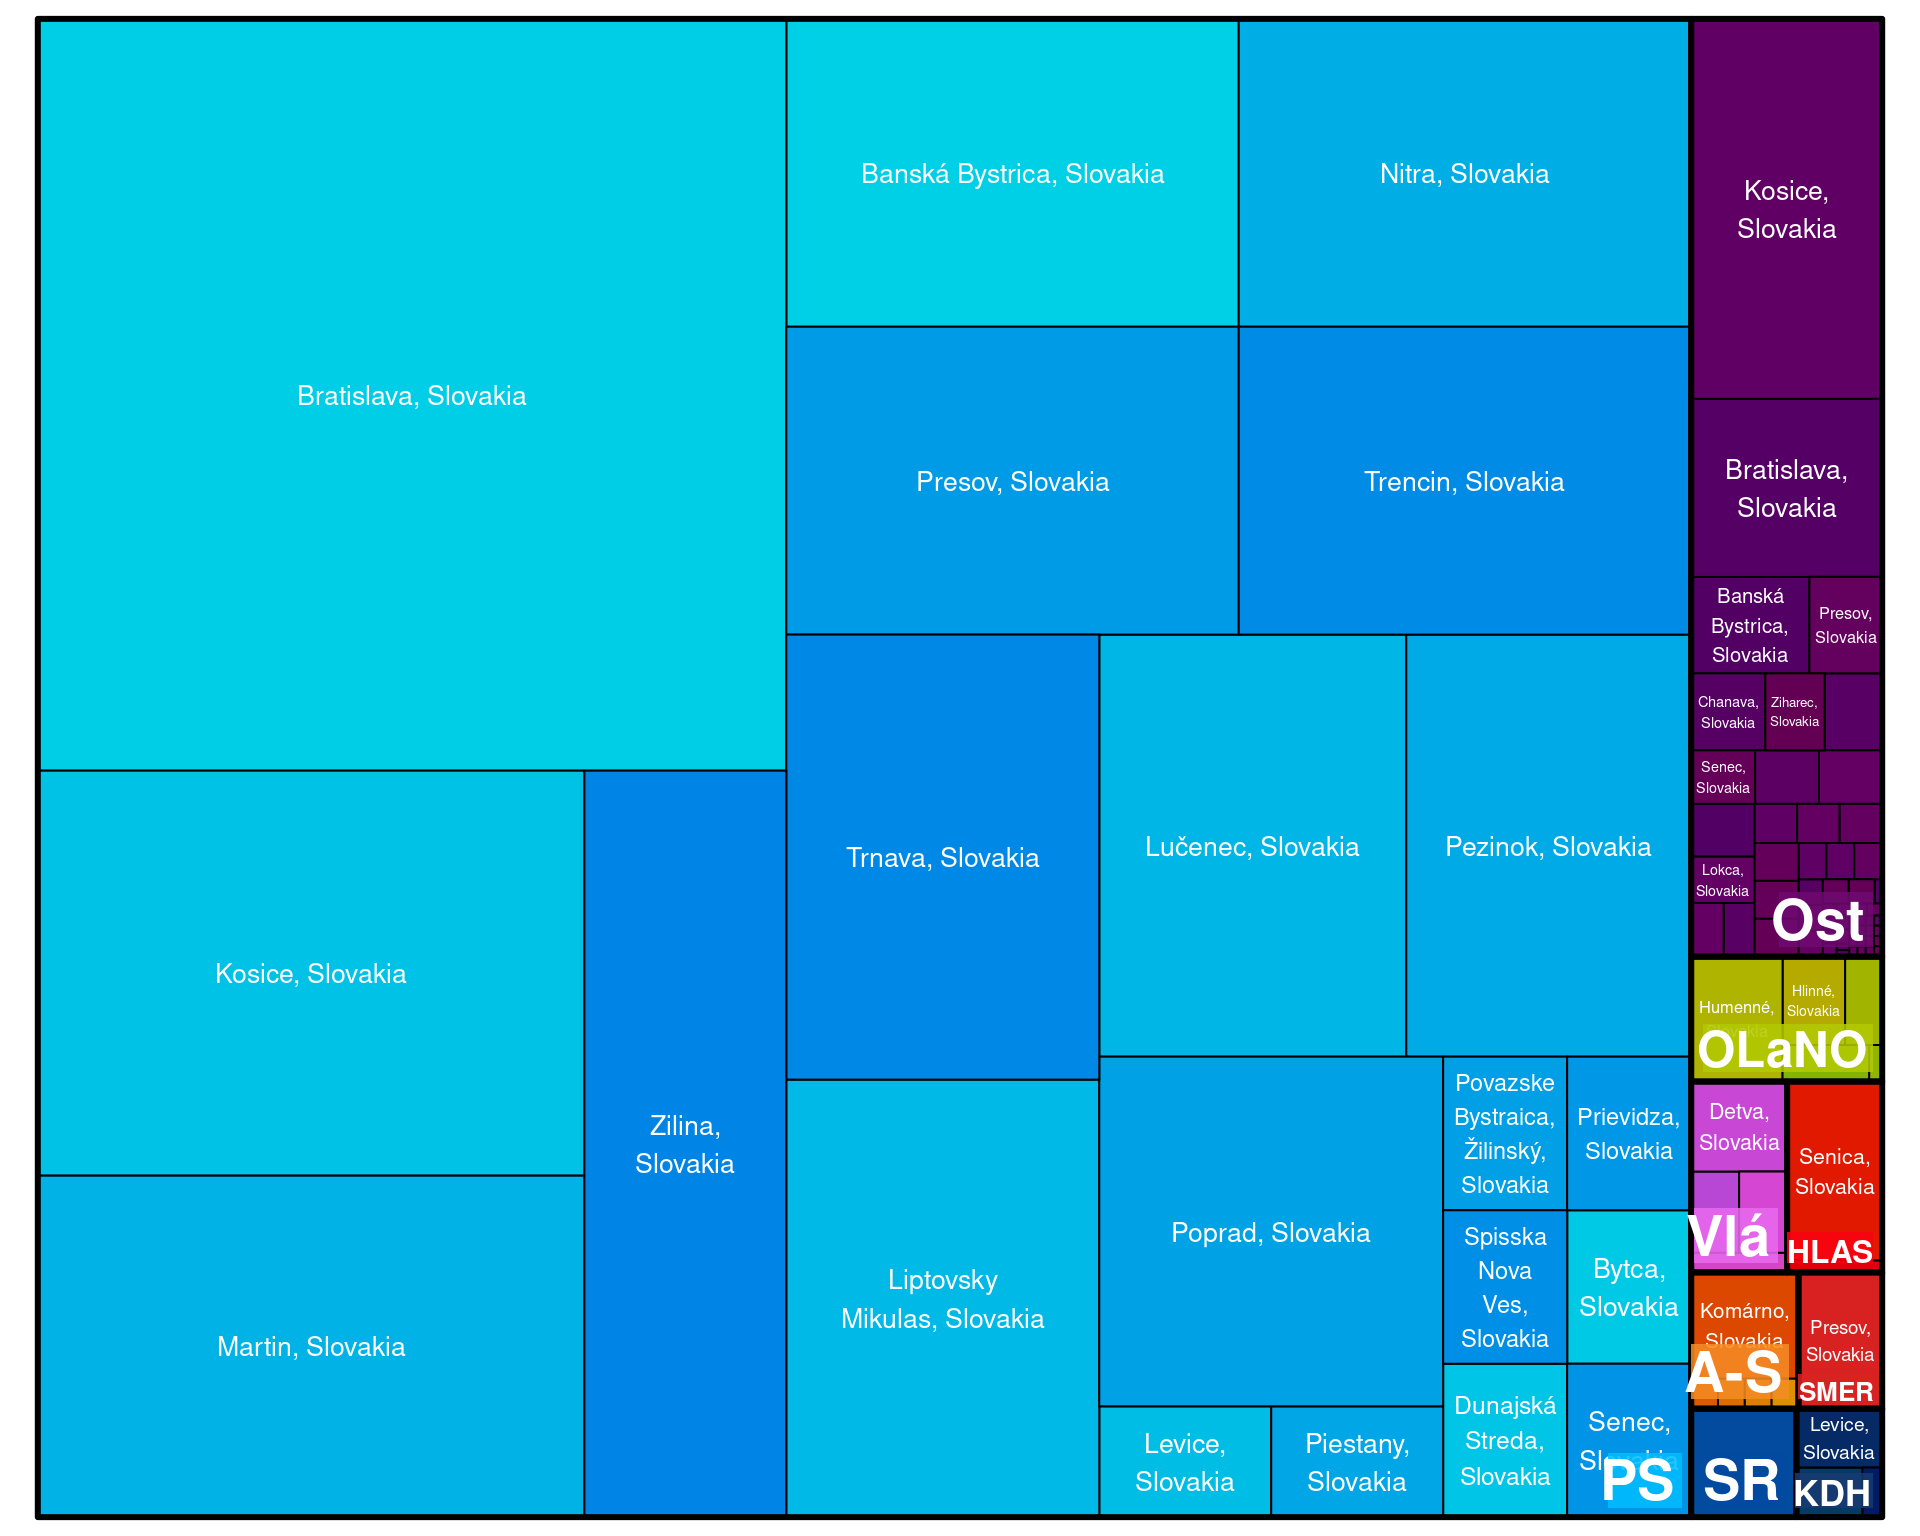 Bratislava, Slovakia
Banská Bystrica, Slovakia
Nitra, Slovakia
Presov, Slovakia
Trencin, Slovakia
Kosice, Slovakia
Martin, Slovakia
Zilina,
Slovakia
Trnava, Slovakia
Lučenec, Slovakia
Pezinok, Slovakia
Liptovsky
Mikulas, Slovakia
Poprad, Slovakia
Levice,
Slovakia
Piestany,
Slovakia
Povazske
Bystraica,
Žilinský,
Slovakia
Prievidza,
Slovakia
Spisska
Nova
Ves,
Slovakia
Bytca,
Slovakia
Dunajská
Streda,
Slovakia
Senec,
Slovakia
PS
Kosice,
Slovakia
Bratislava,
Slovakia
Banská
Bystrica,
Slovakia
Presov,
Slovakia
Chanava,
Slovakia
Ziharec,
Slovakia
Senec,
Slovakia
Lokca,
Slovakia
Ost
Humenné,
Slovakia
Hlinné,
Slovakia
OLaNO
Detva,
Slovakia
Vlá
Senica,
Slovakia
HLAS
Komárno,
Slovakia
A-S
Presov,
Slovakia
SMER
SR
Levice,
Slovakia
KDH